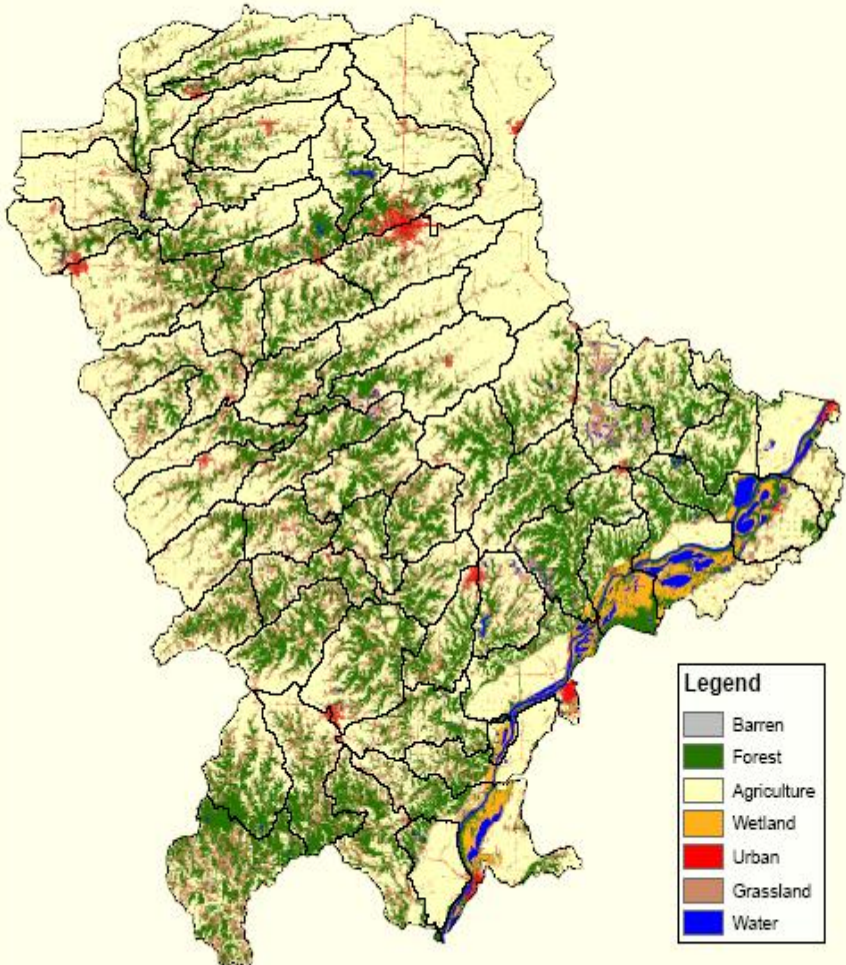 Legend
Barren
Forest
Agriculture
Wetland
Urban
Grassland
Water